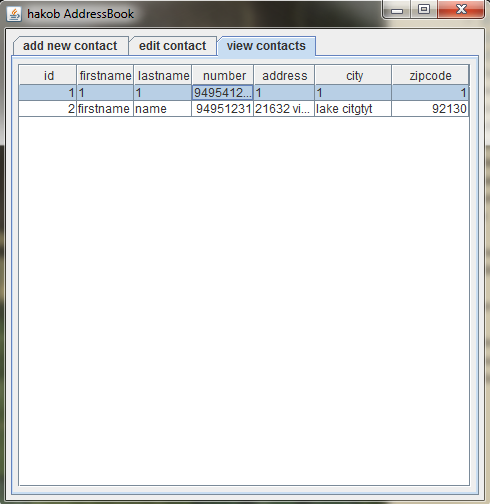 hakob AddressBook
add new contact edit contact view contacts
id firstname lastname number address city zipcode
1 1 1 9495412... 1 1 1
2 firstname name 94951231 21632 vi... lake citgtyt 92130